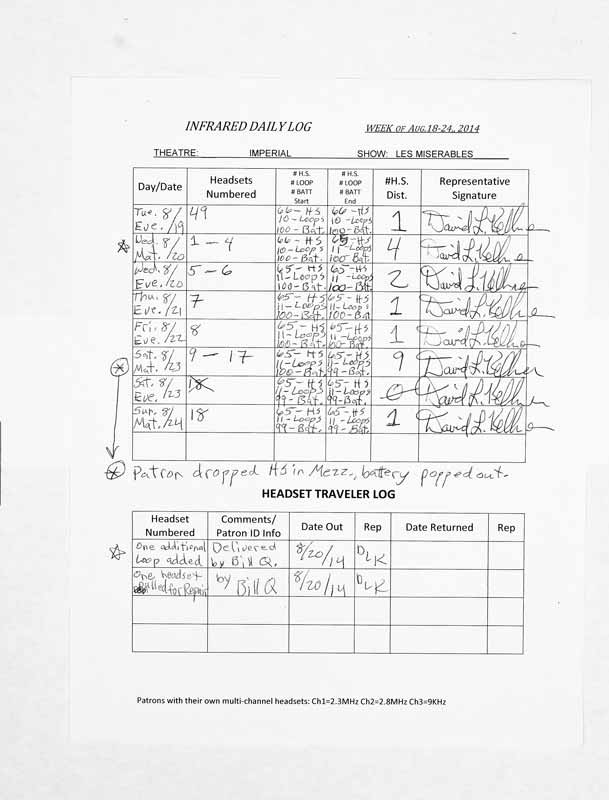 INFRARED DAILY LOG WEEK OF AUG.18-24, 2014
THEATRE: IMPERIAL SHOW: LES MISERABLES
Day/Date Headsets Numbered # H.S. # LOOP # BATT Start # H.S. # LOOP # BATT End #H.S. Dist. Representative Signature
Tue. 8/ 49 66 - HS 66 - HS 1 David L. Kellner
Eve. /19 10-Loops 10-Loops
100-Bat. 100-Bat.
Wed. 8/ 1 - 4 66 - HS 65 - HS 4 David L. Kellner
Mat. /20 10-Loops 11-Loops
100-Bat. 100-Bat.
Wed. 8/ 5 - 6 65 - HS 65 - HS 2 David L. Kellner
Eve. /20 11-Loops 11-Loops
100-Bat. 100-Bat.
Thu. 8/ 7 65 - HS 65 - HS 1 David L. Kellner
Eve. /21 11-Loops 11-Loops
100-Bat. 100-Bat.
Fri. 8/ 8 65 - HS 65 - HS 1 David L. Kellner
Eve. /22 11-Loops 11-Loops
100-Bat. 100-Bat.
Sat. 8/ 9 - 17 65 - HS 65 - HS 9 David L. Kellner
Mat. /23 11-Loops 11-Loops
100-Bat. 99-Bat.
Sat. 8/ 18 65 - HS 65 - HS 0 David L. Kellner
Eve. /23 11-Loops 11-Loops
99-Bat. 99-Bat.
Sun. 8/ 18 65 - HS 65 - HS 1 David L. Kellner
Mat. /24 11-Loops 11-Loops
99-Bat. 99-Bat.
Patron dropped HS in Mezz., battery popped out.
HEADSET TRAVELER LOG
Headset Numbered Comments/ Patron ID Info Date Out Rep Date Returned Rep
One additional Delivered 8/20/14 DLK
Loop added by Bill Q.
One headset by Bill Q 8/20/14 DLK
pulled for Repair
Patrons with their own multi-channel headsets: Ch1=2.3MHz Ch2=2.8MHz Ch3=9KHz